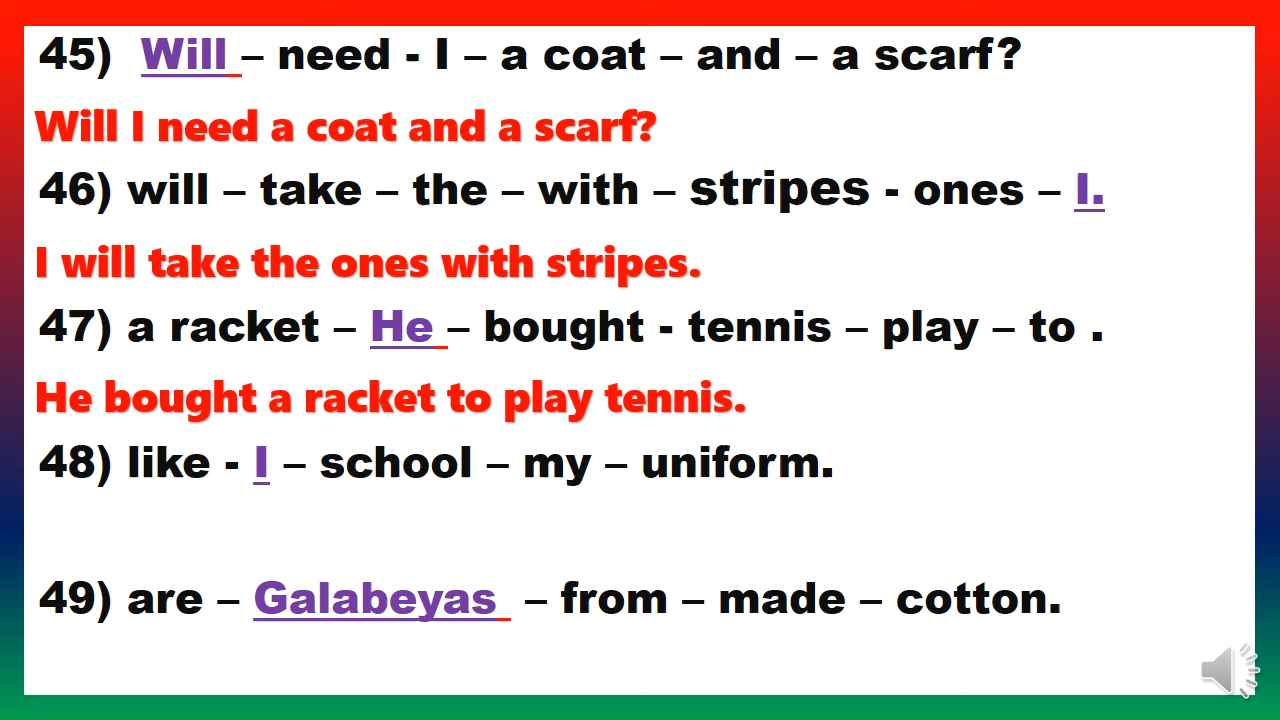 45) Will – need - I – a coat – and – a scarf?
Will I need a coat and a scarf?
46) will – take – the – with – stripes - ones – I.
I will take the ones with stripes.
47) a racket – He – bought - tennis – play – to .
He bought a racket to play tennis.
48) like - I – school – my – uniform.
49) are – Galabeyas – from – made – cotton.